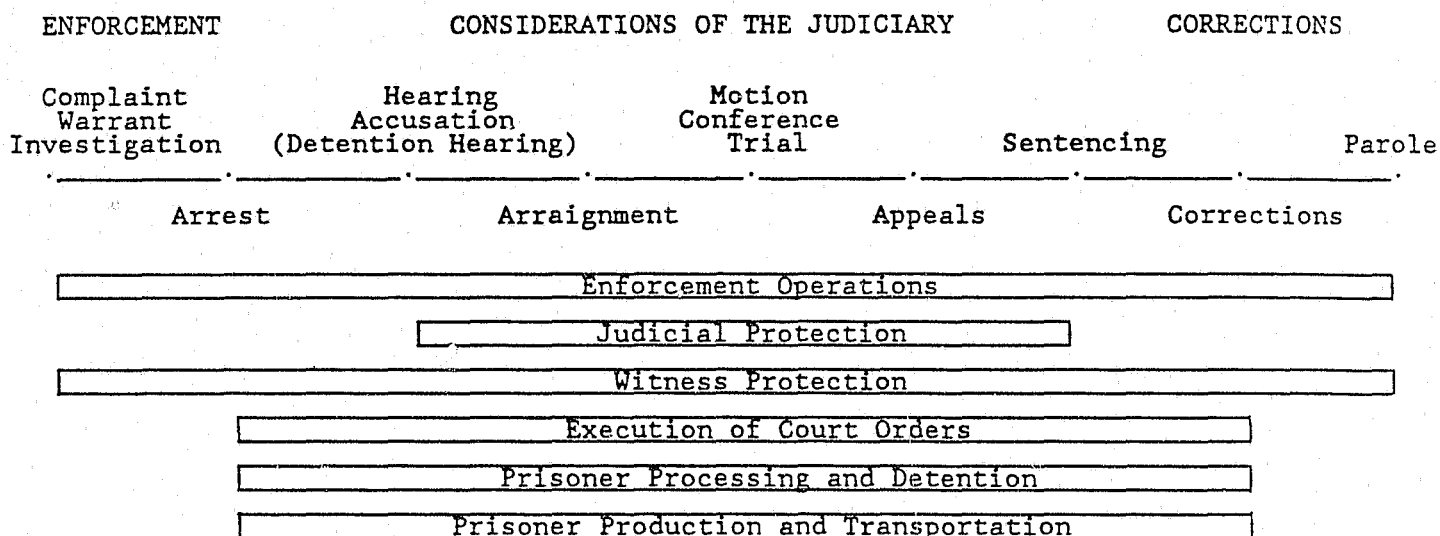 ENFORCEMENT CONSIDERATIONS OF THE JUDICIARY CORRECTIONS
Complaint Hearing Motion
Warrant Accusation Conference
Investigation (Detention Hearing) Trial Sentencing Parole
Arrest Arraignment Appeals Corrections
Enforcement Operations
Judicial Protection
Witness Protection
Execution of Court Orders
Prisoner Processing and Detention
Prisoner Production and Transportation